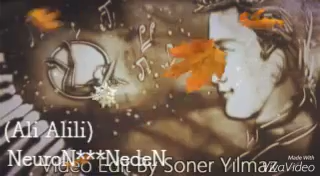 (Ali Alili)
NeuroN***NedeN
Video Edit by Soner Yılmaz
Made With
VivaVideo